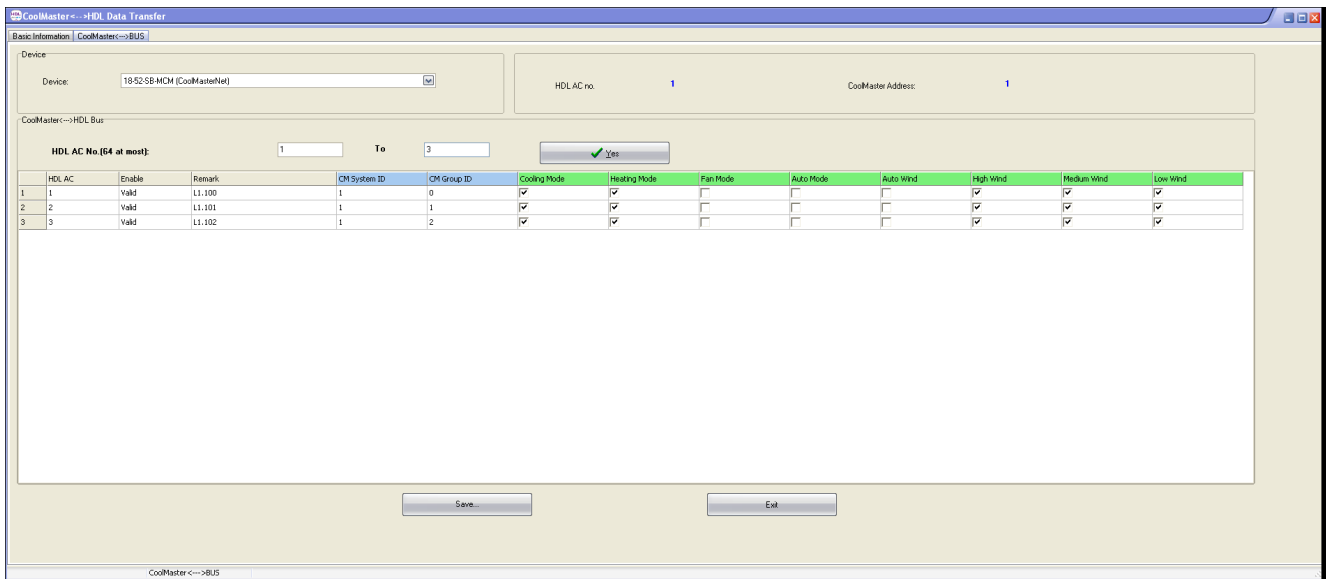 CoolMaster<-->HDL Data Transfer
Basic Information CoolMaster<--->BUS
Device
Device: 18-52-SB-MCM (CoolMasterNet) HDL AC no. 1 CoolMaster Address: 1
CoolMaster<--->HDL Bus
HDL AC No.(64 at most): 1 To 3 Yes
HDL AC Enable Remark CM System ID CM Group ID Cooling Mode Heating Mode Fan Mode Auto Mode Auto Wind High Wind Medium Wind Low Wind
1 1 Valid L1.100 1 0
2 2 Valid L1.101 1 1
3 3 Valid L1.102 1 2
Save... Exit
CoolMaster<--->BUS